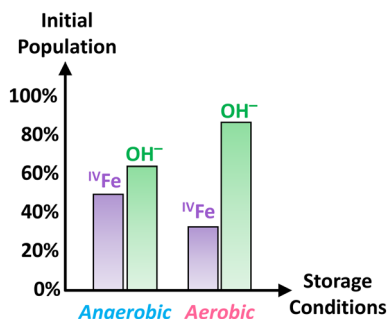 Initial
Population
100%
80%
60%
40%
20%
0%
ᴵⱽFe
OH⁻
ᴵⱽFe
OH⁻
Anaerobic
Aerobic
Storage
Conditions